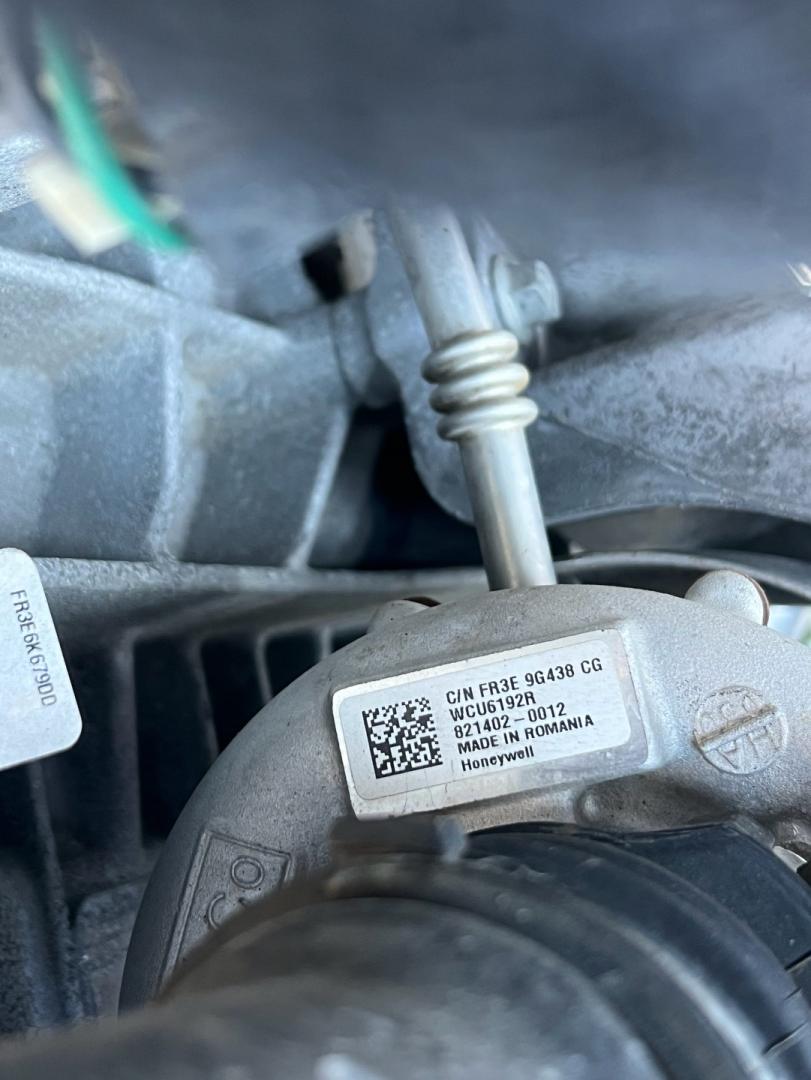 FR3E6K679DD
C/N FR3E 9G438 CG
WCU6192R
821402-0012
MADE IN ROMANIA
Honeywell